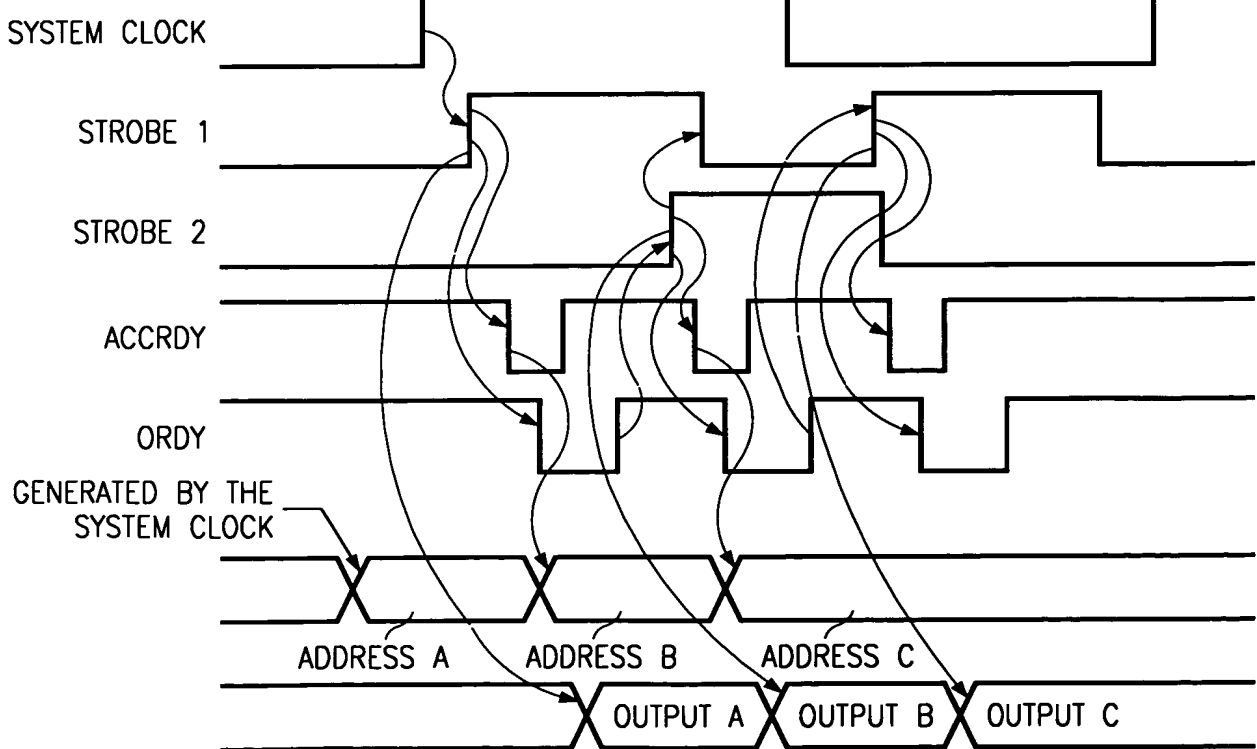 SYSTEM CLOCK
STROBE 1
STROBE 2
ACCRDY
ORDY
GENERATED BY THE
SYSTEM CLOCK
ADDRESS A
ADDRESS B
ADDRESS C
OUTPUT A
OUTPUT B
OUTPUT C